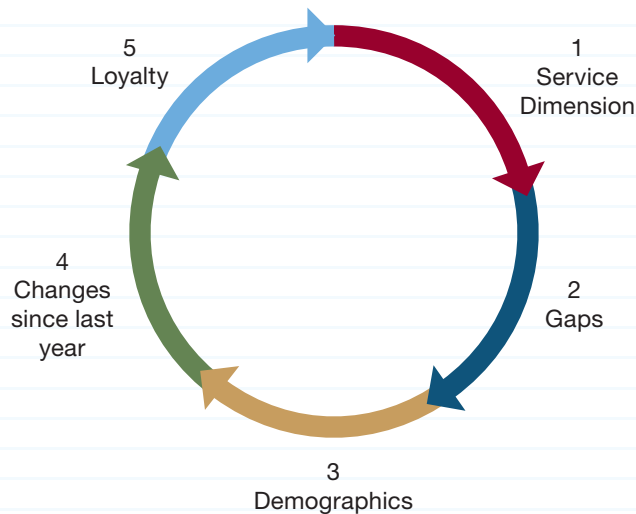 1
Service
Dimension
2
Gaps
3
Demographics
4
Changes
since last
year
5
Loyalty